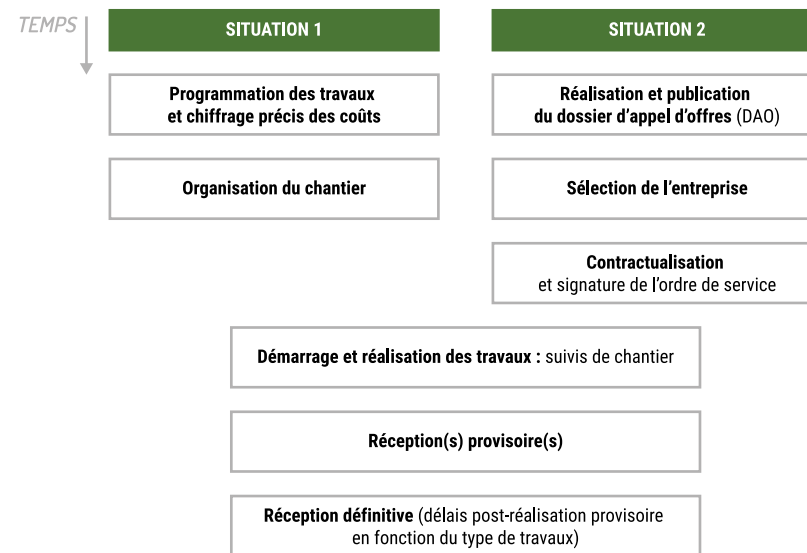 TEMPS
SITUATION 1
SITUATION 2
Programmation des travaux
et chiffrage précis des coûts
Réalisation et publication
du dossier d'appel d'offres (DAO)
Organisation du chantier
Sélection de l'entreprise
Contractualisation
et signature de l'ordre de service
Démarrage et réalisation des travaux : suivis de chantier
Réception(s) provisoire(s)
Réception définitive (délais post-réalisation provisoire
en fonction du type de travaux)